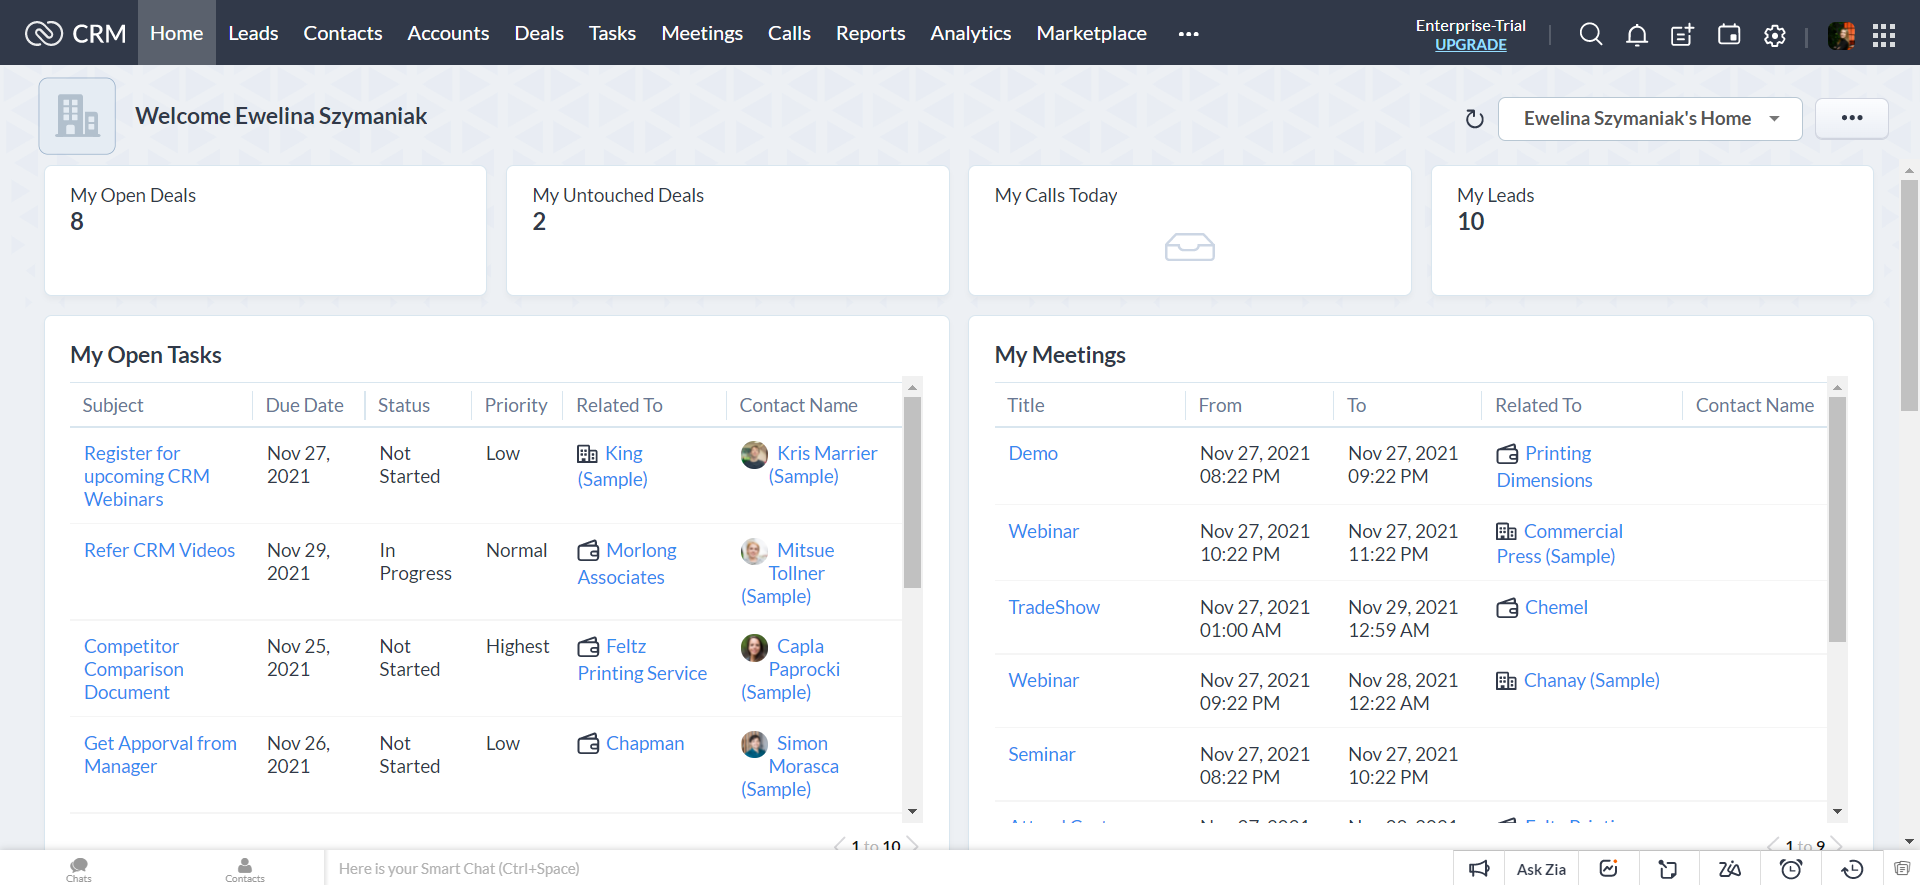 CRM
Home Leads Contacts Accounts Deals Tasks Meetings Calls Reports Analytics Marketplace
Enterprise-Trial
UPGRADE
Welcome Ewelina Szymaniak
Ewelina Szymaniak's Home
My Open Deals
8
My Untouched Deals
2
My Calls Today
My Leads
10
My Open Tasks
Subject Due Date Status Priority Related To Contact Name
Register for Nov 27, Not Low King Kris Marrier
upcoming CRM 2021 Started (Sample) (Sample)
Webinars
Refer CRM Videos Nov 29, In Normal Morlong Mitsue
2021 Progress Associates Tollner
(Sample)
Competitor Nov 25, Not Highest Feltz Capla
Comparison 2021 Started Printing Service Paprocki
Document (Sample)
Get Apporval from Nov 26, Not Low Chapman Simon
Manager 2021 Started Morasca
(Sample)
1 to 10
My Meetings
Title From To Related To Contact Name
Demo Nov 27, 2021 Nov 27, 2021 Printing
08:22 PM 09:22 PM Dimensions
Webinar Nov 27, 2021 Nov 27, 2021 Commercial
10:22 PM 11:22 PM Press (Sample)
TradeShow Nov 27, 2021 Nov 29, 2021 Chemel
01:00 AM 12:59 AM
Webinar Nov 27, 2021 Nov 28, 2021 Chanay (Sample)
09:22 PM 12:22 AM
Seminar Nov 27, 2021 Nov 27, 2021
08:22 PM 10:22 PM
1 to 9
Chats
Contacts
Here is your Smart Chat (Ctrl+Space)
Ask Zia